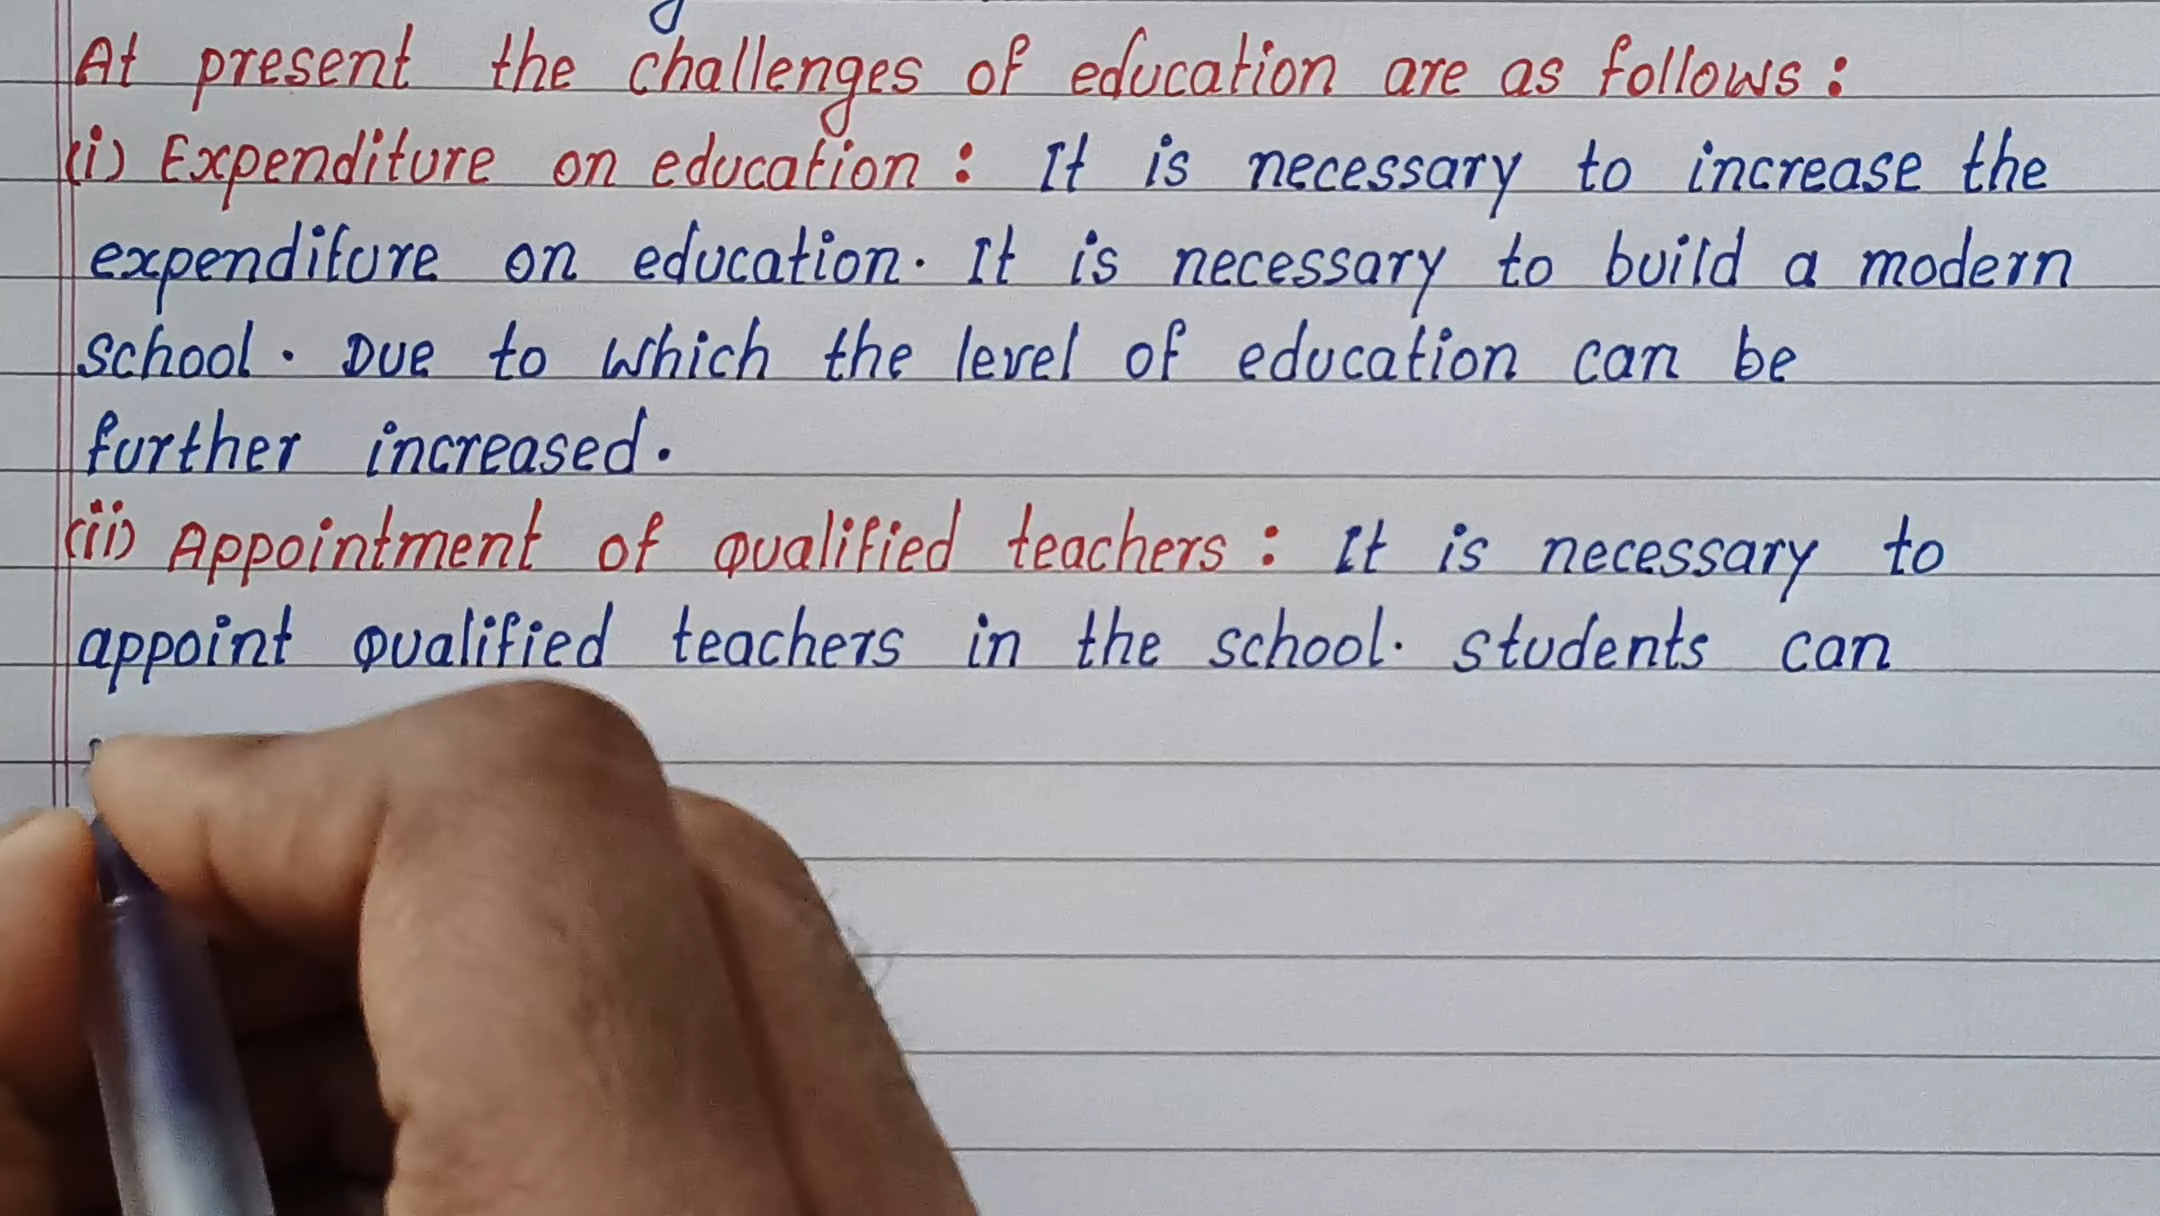 At present the challenges of education are as follows :
(i) Expenditure on education : It is necessary to increase the
expenditure on education. It is necessary to build a modern
school. Due to which the level of education can be
further increased.
(ii) Appointment of qualified teachers : It is necessary to
appoint qualified teachers in the school. students can